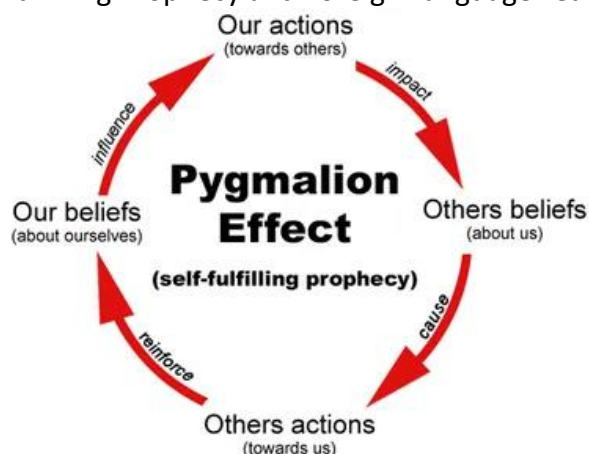 Our actions
(towards others)
impact
influence
Pygmalion
Effect
(self-fulfilling prophecy)
Our beliefs
(about ourselves)
Others beliefs
(about us)
cause
reinforce
Others actions
(towards us)